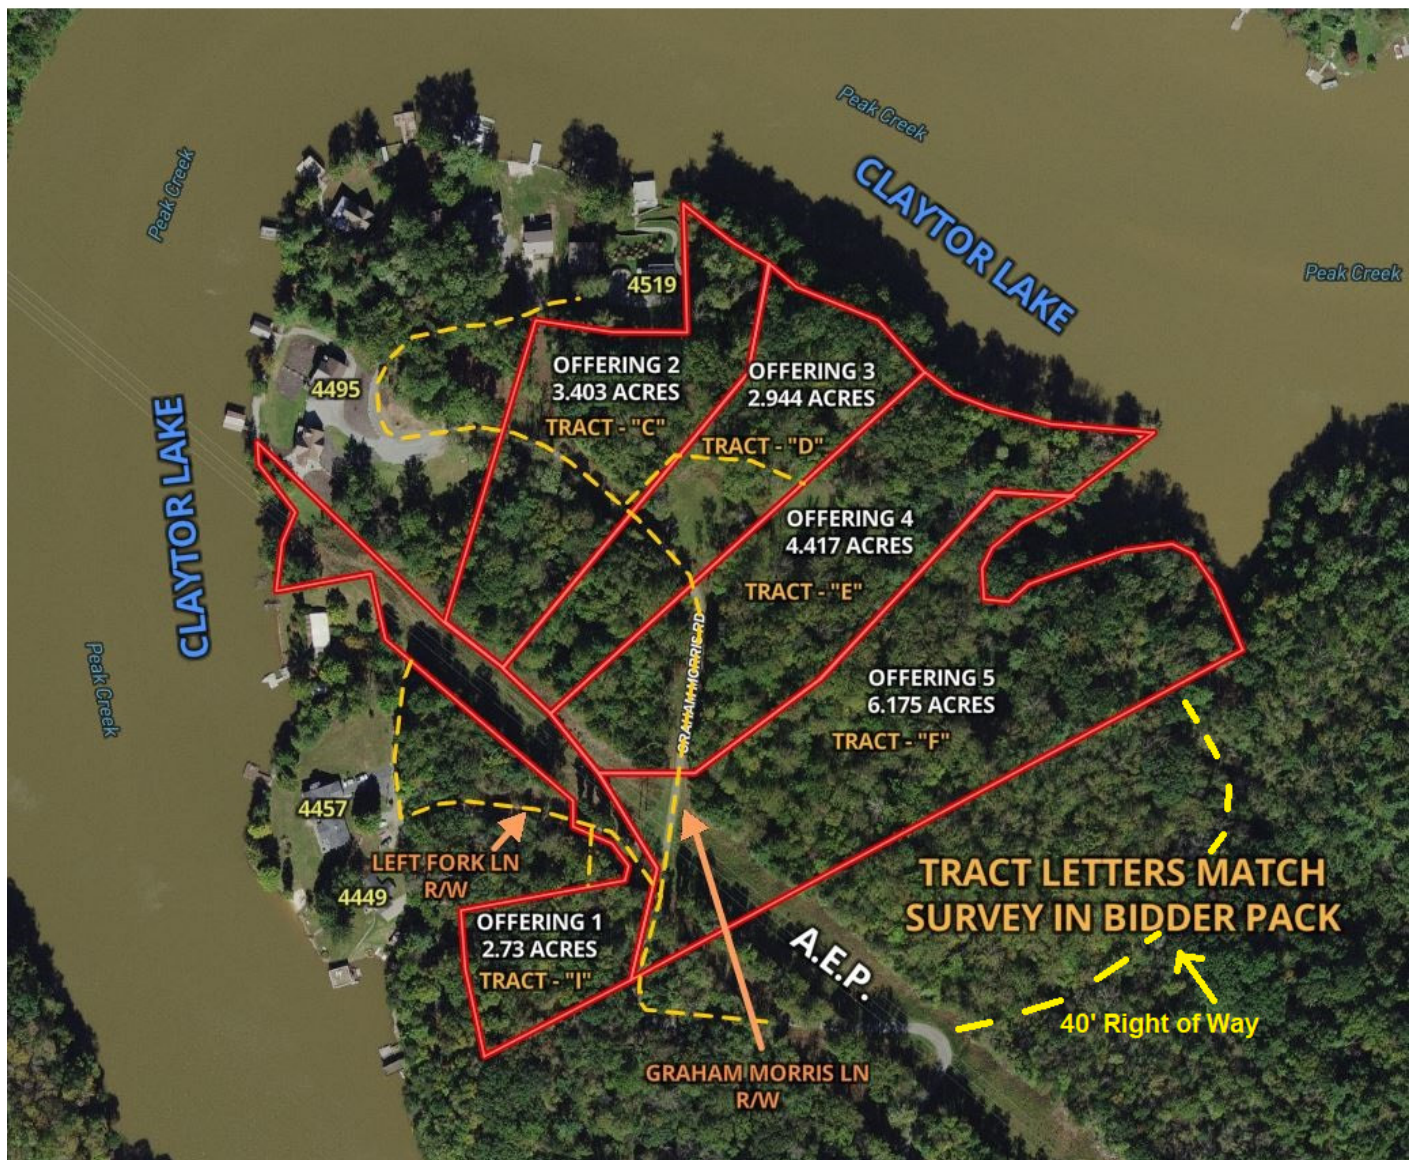 Peak Creek
CLAYTOR LAKE
Peak Creek
Peak Creek
4519
OFFERING 2
3.403 ACRES
TRACT - "C"
OFFERING 3
2.944 ACRES
TRACT - "D"
4495
CLAYTOR LAKE
OFFERING 4
4.417 ACRES
TRACT - "E"
GRAHAM MORRIS RD
Peak Creek
OFFERING 5
6.175 ACRES
TRACT - "F"
4457
LEFT FORK LN
R/W
4449
TRACT LETTERS MATCH
SURVEY IN BIDDER PACK
OFFERING 1
2.73 ACRES
TRACT - "I"
A.E.P.
40' Right of Way
GRAHAM MORRIS LN
R/W